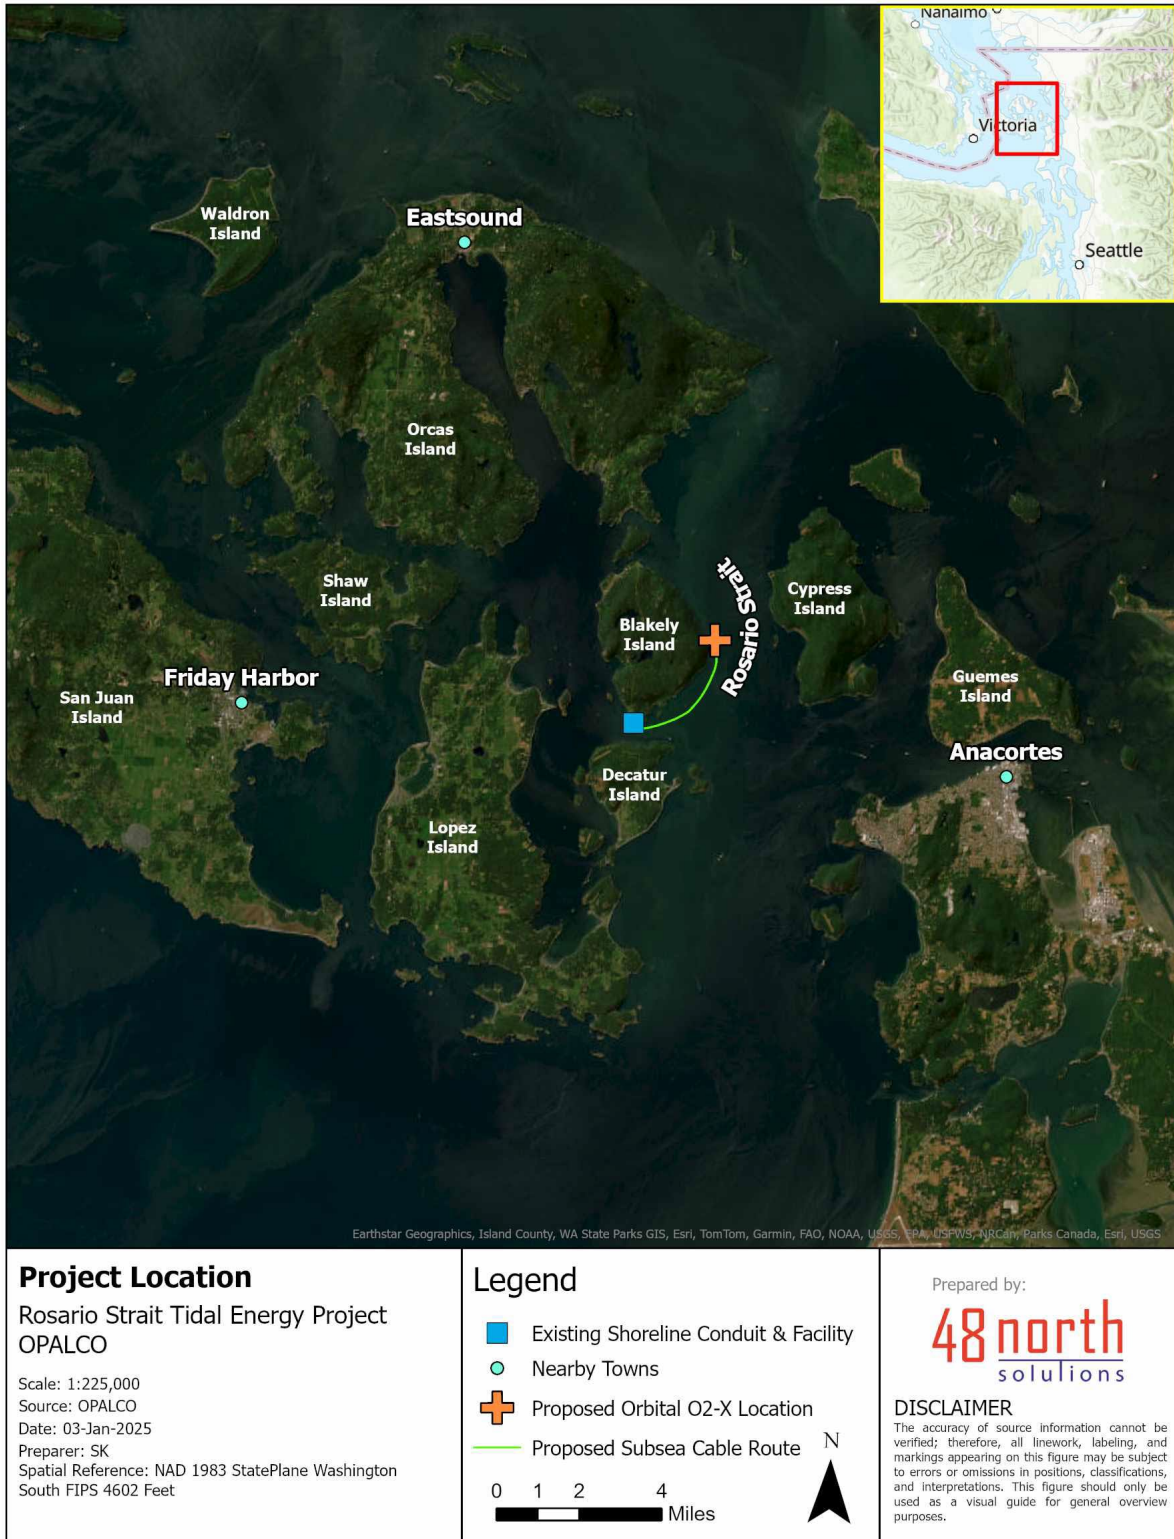 Nanaimo
Victoria
Seattle
Waldron
Island
Eastsound
Orcas
Island
Shaw
Island
Blakely
Island
Rosario Strait
Cypress
Island
Friday Harbor
San Juan
Island
Guemes
Island
Anacortes
Decatur
Island
Lopez
Island
Earthstar Geographics, Island County, WA State Parks GIS, Esri, TomTom, Garmin, FAO, NOAA, USGS, EPA, USFWS, NRCan, Parks Canada, Esri, USGS
Project Location
Rosario Strait Tidal Energy Project
OPALCO
Scale: 1:225,000
Source: OPALCO
Date: 03-Jan-2025
Preparer: SK
Spatial Reference: NAD 1983 StatePlane Washington
South FIPS 4602 Feet
Legend
Existing Shoreline Conduit & Facility
Nearby Towns
Proposed Orbital O2-X Location
Proposed Subsea Cable Route
N
0 1 2 4
Miles
Prepared by:
48 north
solutions
DISCLAIMER
The accuracy of source information cannot be
verified; therefore, all linework, labeling, and
markings appearing on this figure may be subject
to errors or omissions in positions, classifications,
and interpretations. This figure should only be
used as a visual guide for general overview
purposes.